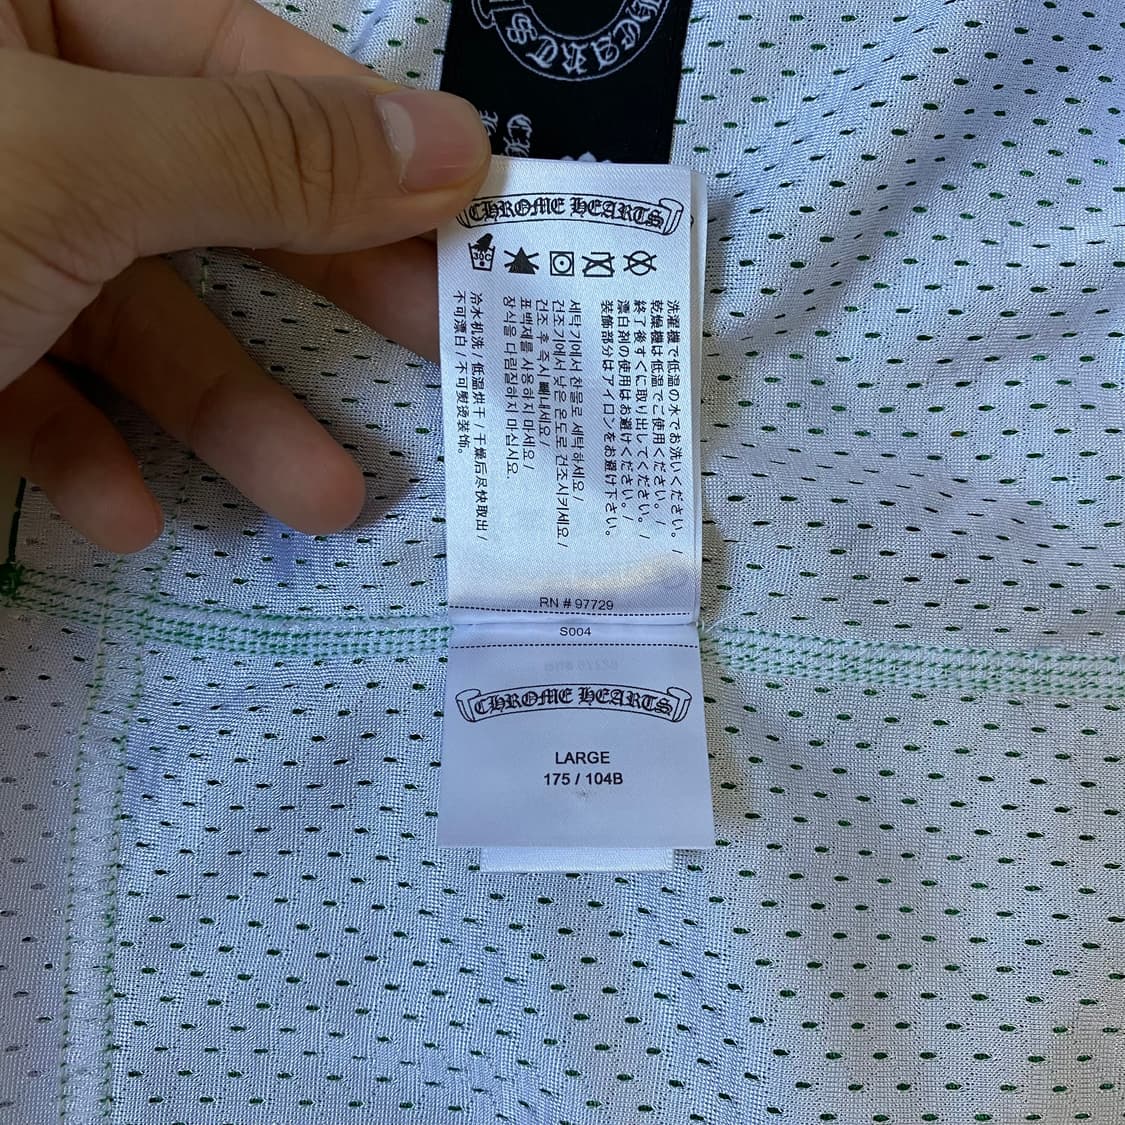 HEARTS
CHROME HEARTS
30C
洗濯機で低温の水でお洗いください。/
乾燥機は低温でご使用ください。/
終了後すぐに取り出してください。/
漂白剤の使用はお避けください。/
装飾部分はアイロンをお避け下さい。
세탁기에서 찬물로 세탁하세요/
건조기에서 낮은 온도로 건조시키세요/
건조 후 즉시 빼내세요/
표백제를 사용하지 마세요/
장식을 다림질하지 마십시요.
冷水机洗/低温烘干/干燥后尽快取出/
不可漂白/不可熨烫装饰。
RN # 97729
S004
CHROME HEARTS
LARGE
175 / 104B